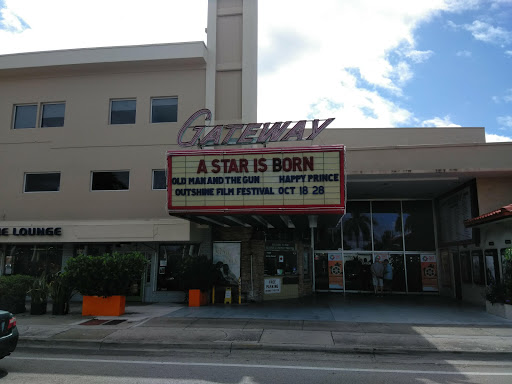 GATEWAY
A STAR IS BORN
OLD MAN AND THE GUN HAPPY PRINCE
OUTSHINE FILM FESTIVAL OCT 18 28
LOUNGE